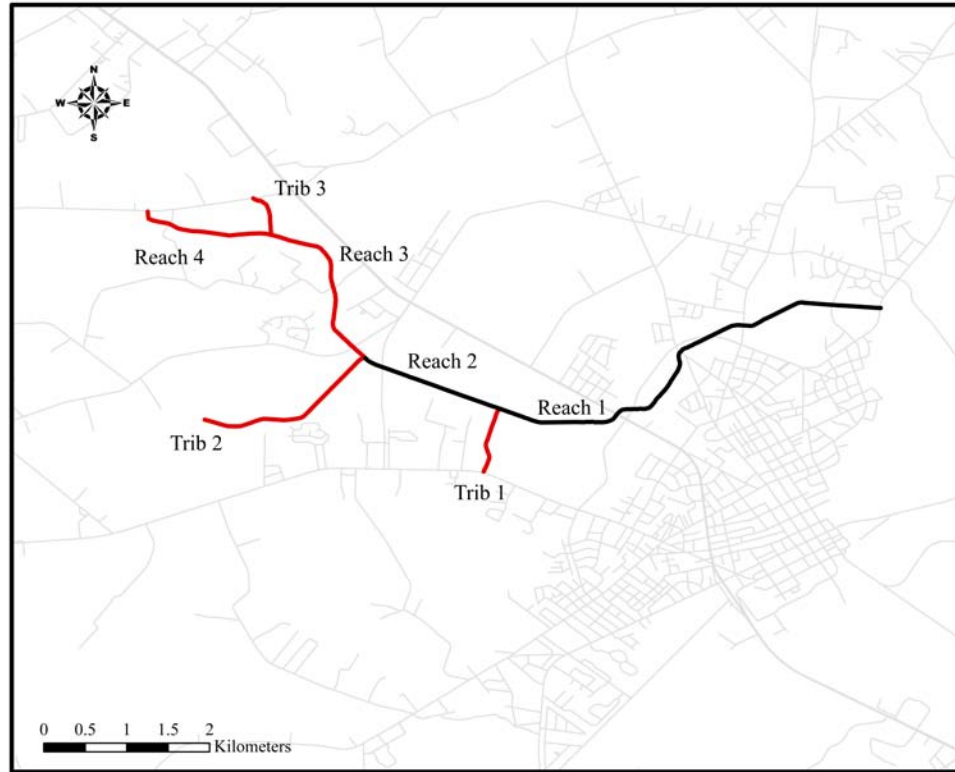 N
W E
S
Trib 3
Reach 4
Reach 3
Reach 2
Reach 1
Trib 2
Trib 1
0 0.5 1 1.5 2
Kilometers